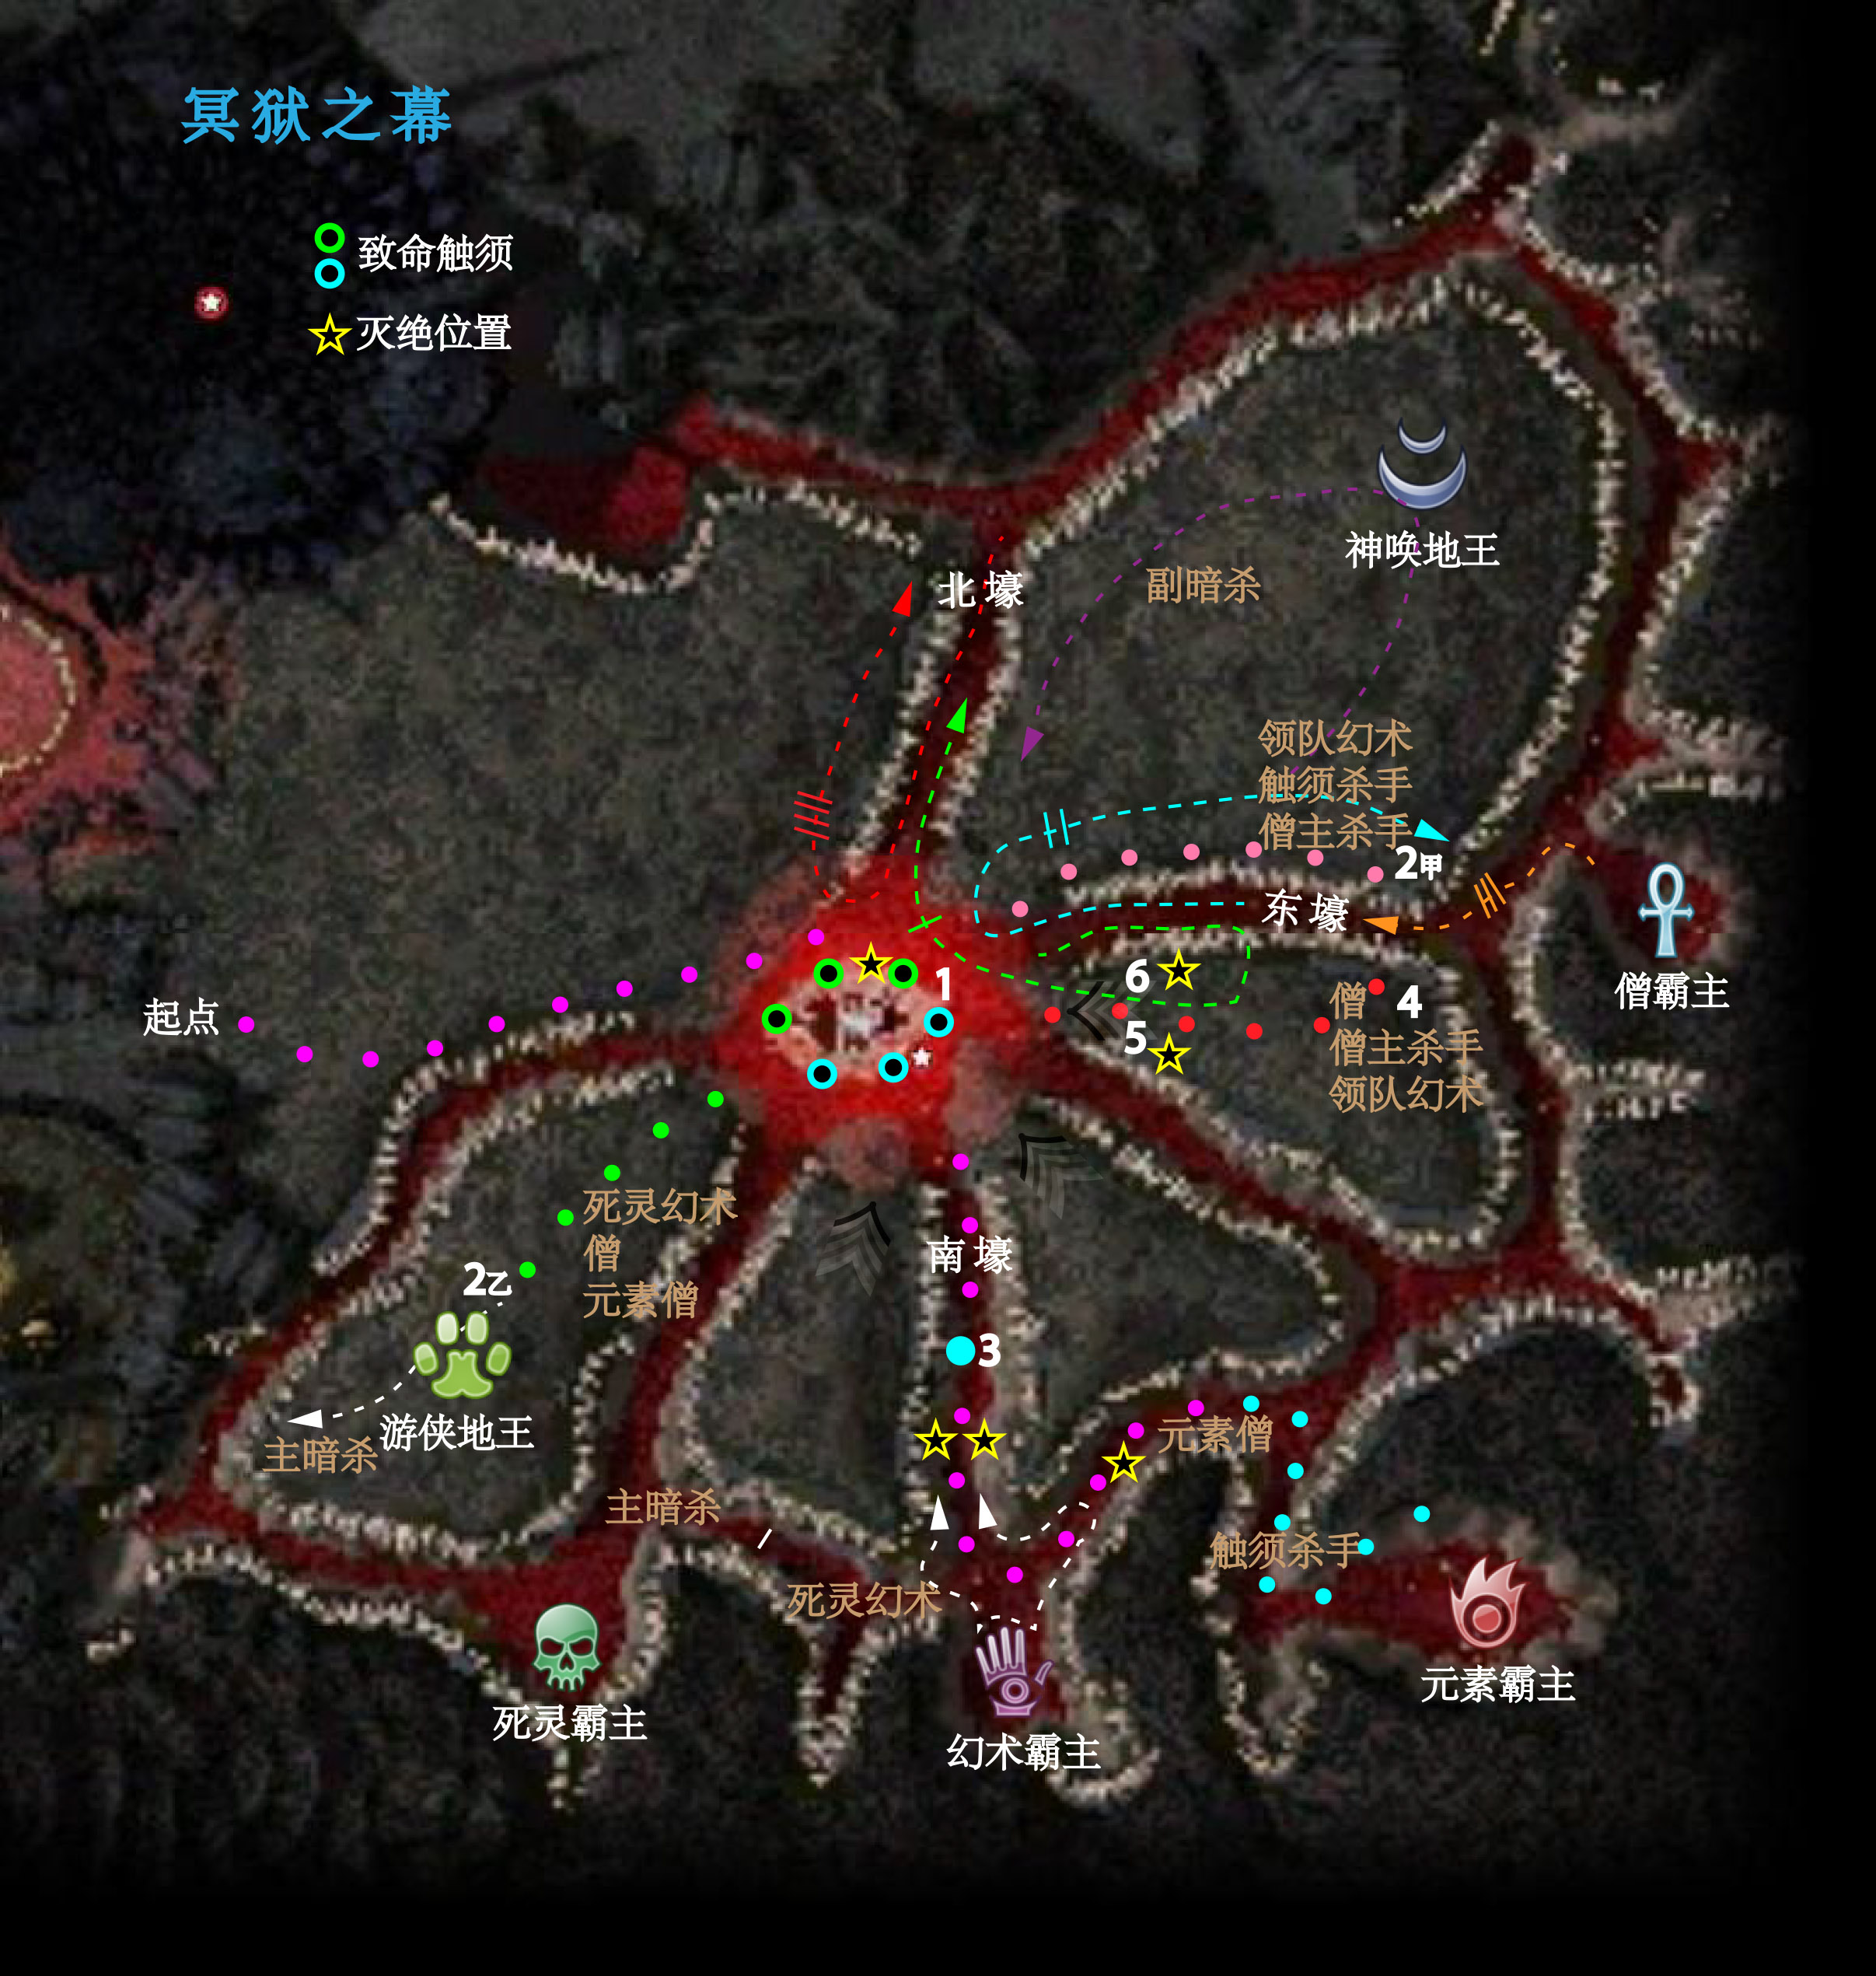 冥狱之幕
致命触须
灭绝位置
神唤地王
北壕
副暗杀
领队幻术
触须杀手
僧主杀手
2甲
东壕
僧霸主
起点
1
6
5
僧
4
僧主杀手
领队幻术
死灵幻术
僧
元素僧
2乙
南壕
3
游侠地王
主暗杀
元素僧
主暗杀
触须杀手
死灵幻术
元素霸主
死灵霸主
幻术霸主